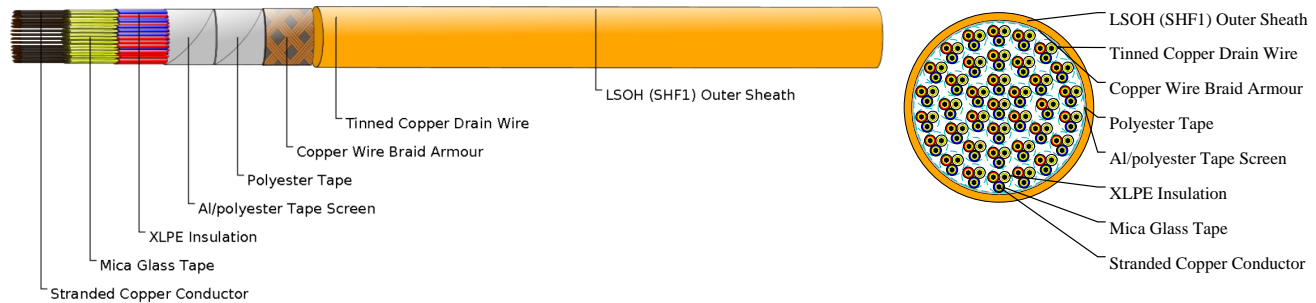 LSOH (SHF1) Outer Sheath
Tinned Copper Drain Wire
Copper Wire Braid Armour
Polyester Tape
Al/polyester Tape Screen
XLPE Insulation
Mica Glass Tape
Stranded Copper Conductor
LSOH (SHF1) Outer Sheath
Tinned Copper Drain Wire
Copper Wire Braid Armour
Polyester Tape
Al/polyester Tape Screen
XLPE Insulation
Mica Glass Tape
Stranded Copper Conductor